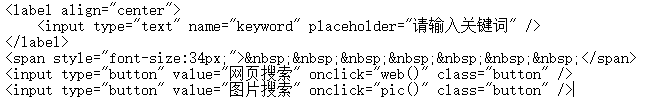 <label align="center">
    <input type="text" name="keyword" placeholder="请输入关键词" />
</label>
<span style="font-size:34px;">&nbsp;&nbsp;&nbsp;&nbsp;&nbsp;&nbsp;&nbsp;</span>
<input type="button" value="网页搜索" onclick="web()" class="button" />
<input type="button" value="图片搜索" onclick="pic()" class="button" />